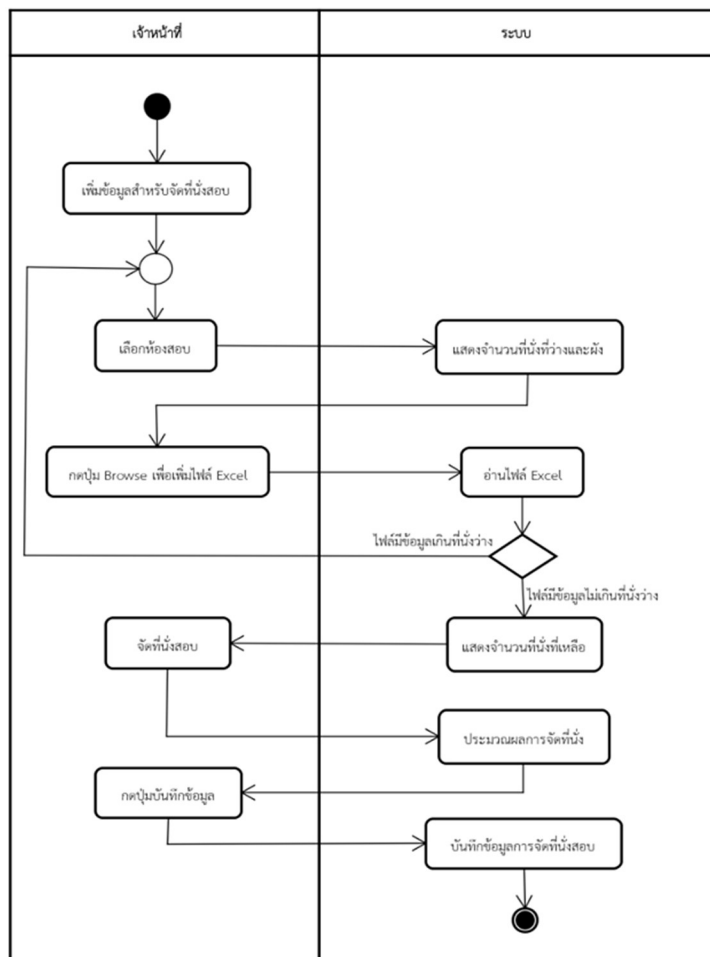 เจ้าหน้าที่
ระบบ
เพิ่มข้อมูลสำหรับจัดที่นั่งสอบ
เลือกห้องสอบ
แสดงจำนวนที่นั่งที่ว่างและผัง
กดปุ่ม Browse เพื่อเพิ่มไฟล์ Excel
อ่านไฟล์ Excel
ไฟล์มีข้อมูลเกินที่นั่งว่าง
ไฟล์มีข้อมูลไม่เกินที่นั่งว่าง
จัดที่นั่งสอบ
แสดงจำนวนที่นั่งที่เหลือ
ประมวณผลการจัดที่นั่ง
กดปุ่มบันทึกข้อมูล
บันทึกข้อมูลการจัดที่นั่งสอบ